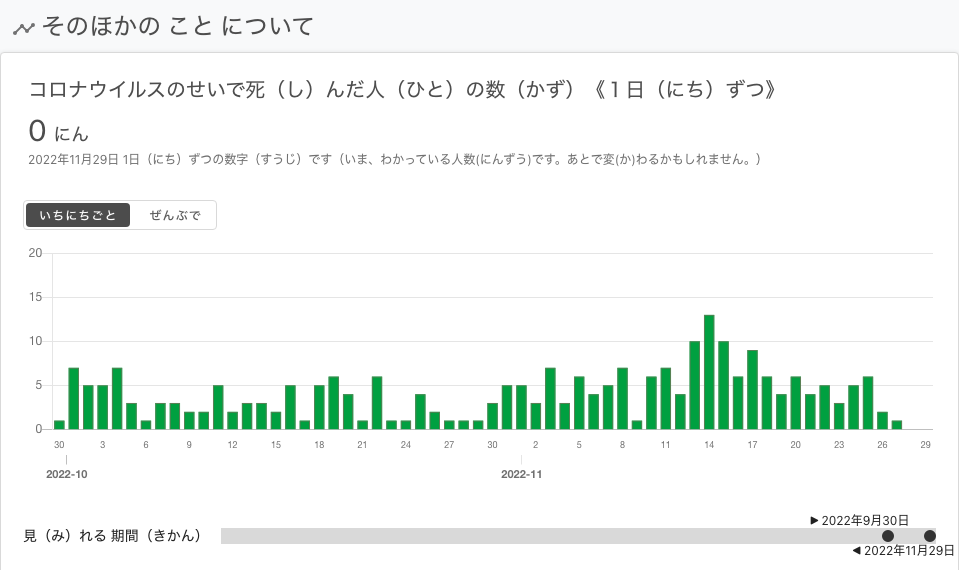 そのほかの こと について
コロナウイルスのせいで死（し）んだ人（ひと）の数（かず）《１日（にち）ずつ》
0 にん
2022年11月29日 1日（にち）ずつの数字（すうじ）です（いま、わかっている人数(にんずう)です。あとで変(か)わるかもしれません。）
いちにちごと ぜんぶで
20
15
10
5
0
30 3 6 9 12 15 18 21 24 27 30 2 5 8 11 14 17 20 23 26 29
2022-10 2022-11
▶ 2022年9月30日
見（み）れる 期間（きかん）
◀ 2022年11月29日